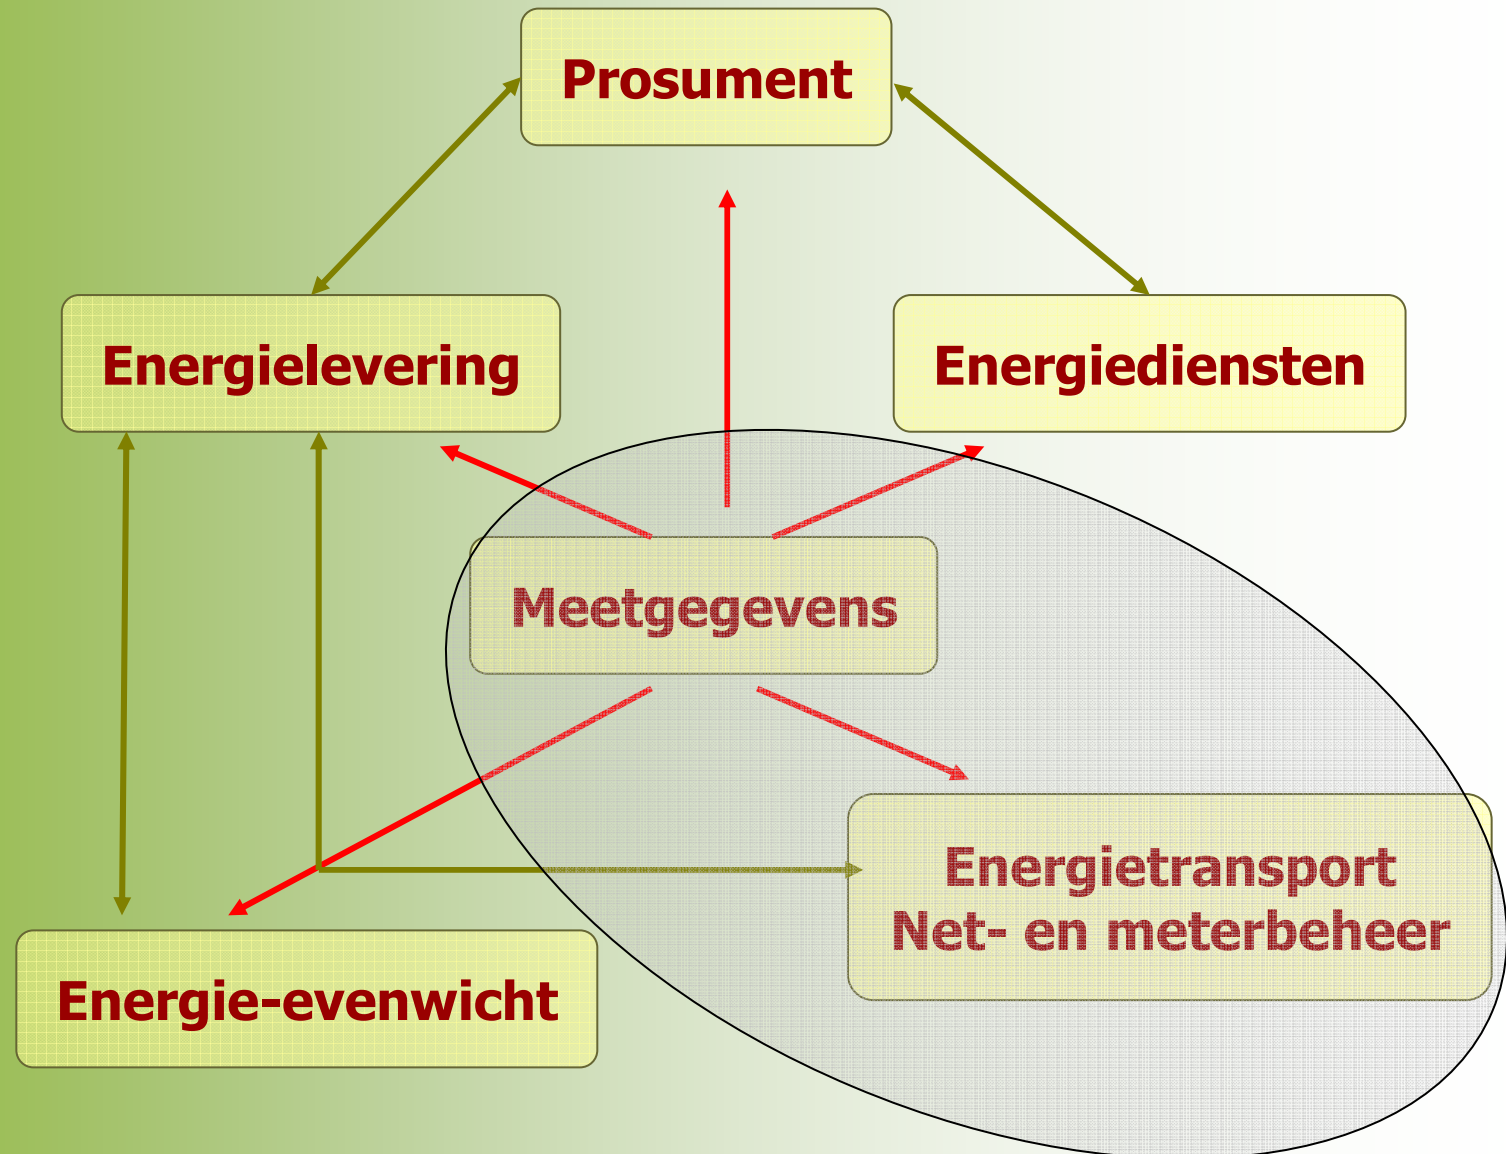 Prosument
Energielevering
Energiediensten
Meetgegevens
Energietransport
Net- en meterbeheer
Energie-evenwicht